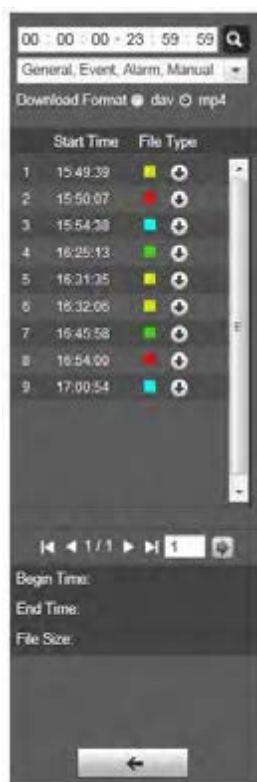 00 : 00 : 00 - 23 : 59 : 59
General, Event, Alarm, Manual
Download Format dav mp4
Start Time File Type
1 15:49:39
2 15:50:07
3 15:54:38
4 16:25:13
5 16:31:35
6 16:32:06
7 16:45:58
8 16:54:00
9 17:00:54
1 / 1 1
Begin Time:
End Time:
File Size: